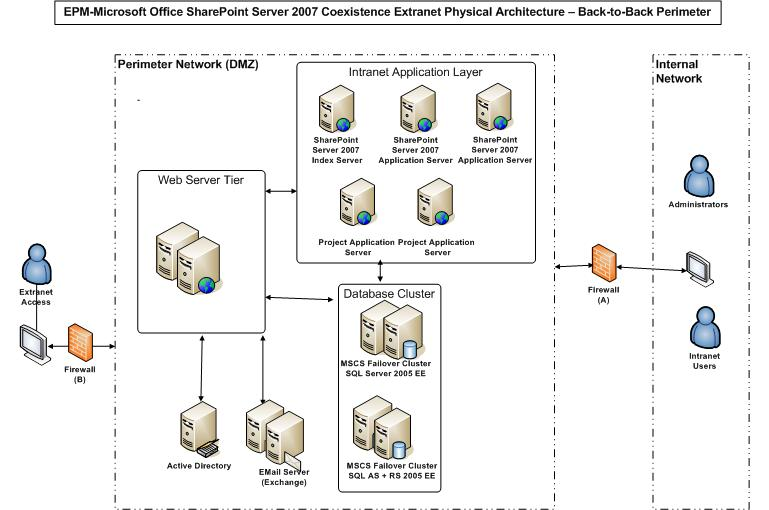 EPM-Microsoft Office SharePoint Server 2007 Coexistence Extranet Physical Architecture – Back-to-Back Perimeter
Perimeter Network (DMZ)
Intranet Application Layer
SharePoint
Server 2007
Index Server
SharePoint
Server 2007
Application Server
SharePoint
Server 2007
Application Server
Project Application
Server
Project Application
Server
Web Server Tier
Database Cluster
MSCS Failover Cluster
SQL Server 2005 EE
MSCS Failover Cluster
SQL AS + RS 2005 EE
Active Directory
EMail Server
(Exchange)
Extranet
Access
Firewall
(B)
Firewall
(A)
Internal
Network
Administrators
Intranet
Users